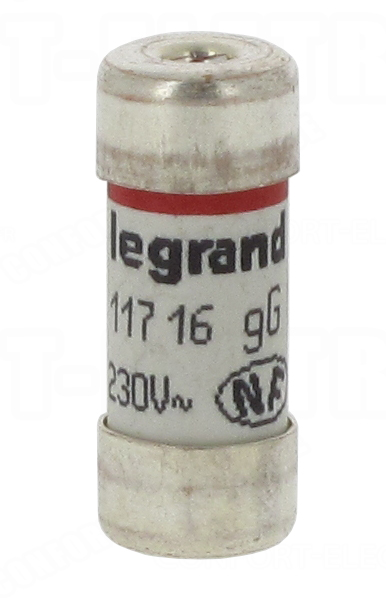 legrand
117 16 gG
230V~ NF